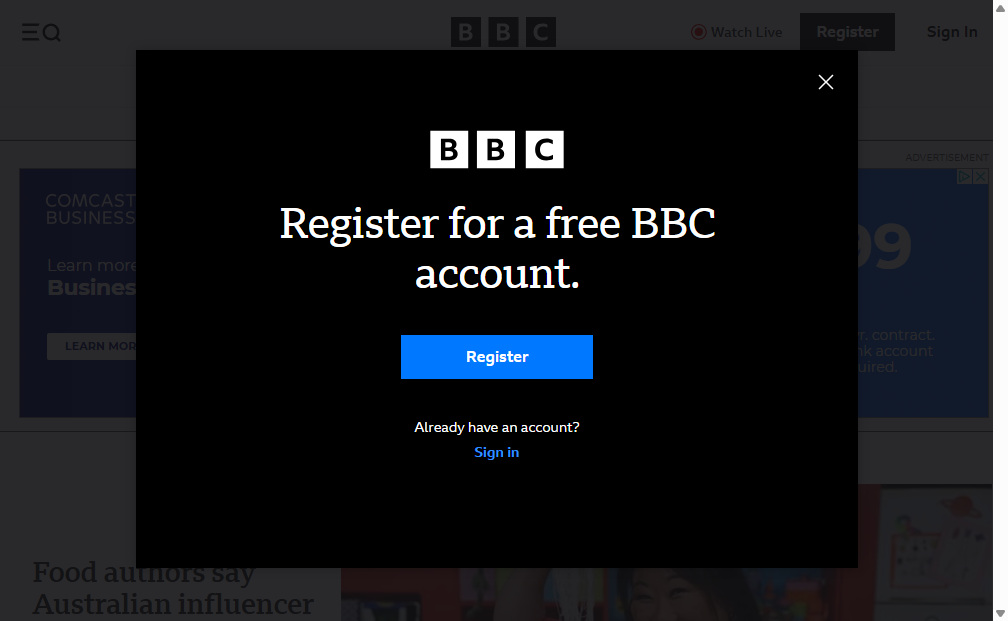 BBC
Watch Live
Register
Sign In
ADVERTISEMENT
COMCAST
BUSINESS
Learn more
Busines
LEARN MOR
99
yr. contract.
nk account
uired.
BBC
Register for a free BBC
account.
Register
Already have an account?
Sign in
Food authors say
Australian influencer